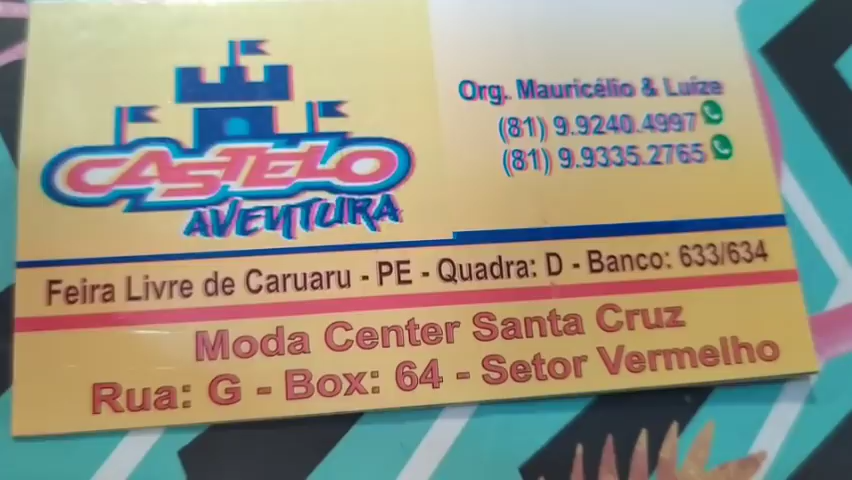 CASTELO
AVENTURA
Org. Mauricélio & Luíze
(81) 9.9240.4997
(81) 9.9335.2765
Feira Livre de Caruaru - PE - Quadra: D - Banco: 633/634
Moda Center Santa Cruz
Rua: G - Box: 64 - Setor Vermelho